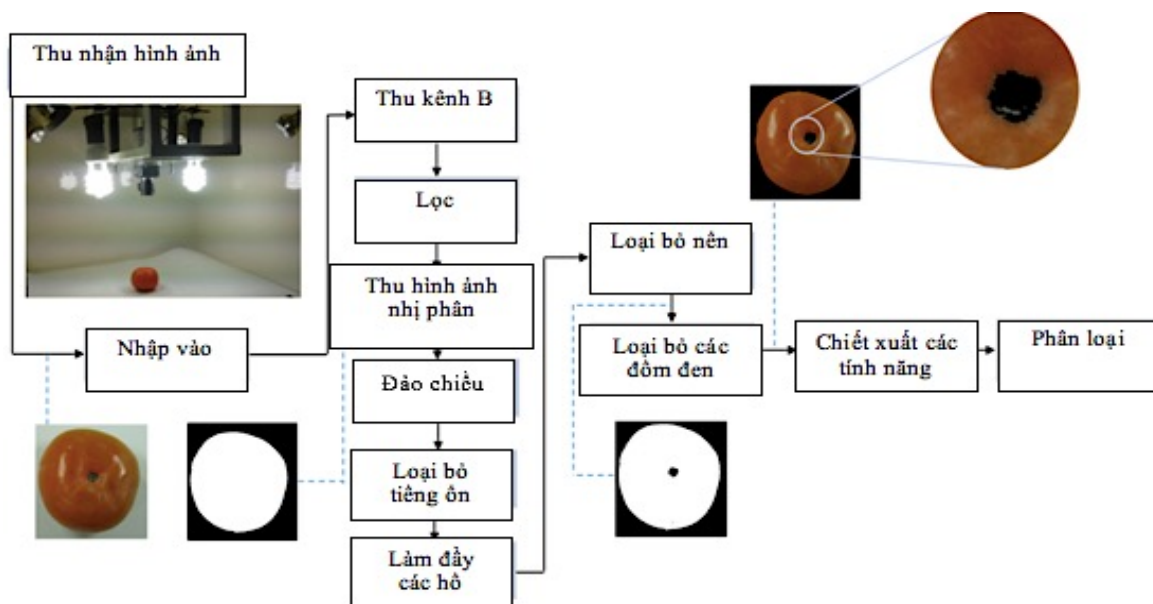 Thu nhận hình ảnh
Nhập vào
Thu kênh B
Lọc
Thu hình ảnh
nhị phân
Đảo chiều
Loại bỏ
tiếng ồn
Làm đầy
các hố
Loại bỏ nền
Loại bỏ các
đồm đen
Chiết xuất các
tính năng
Phân loại